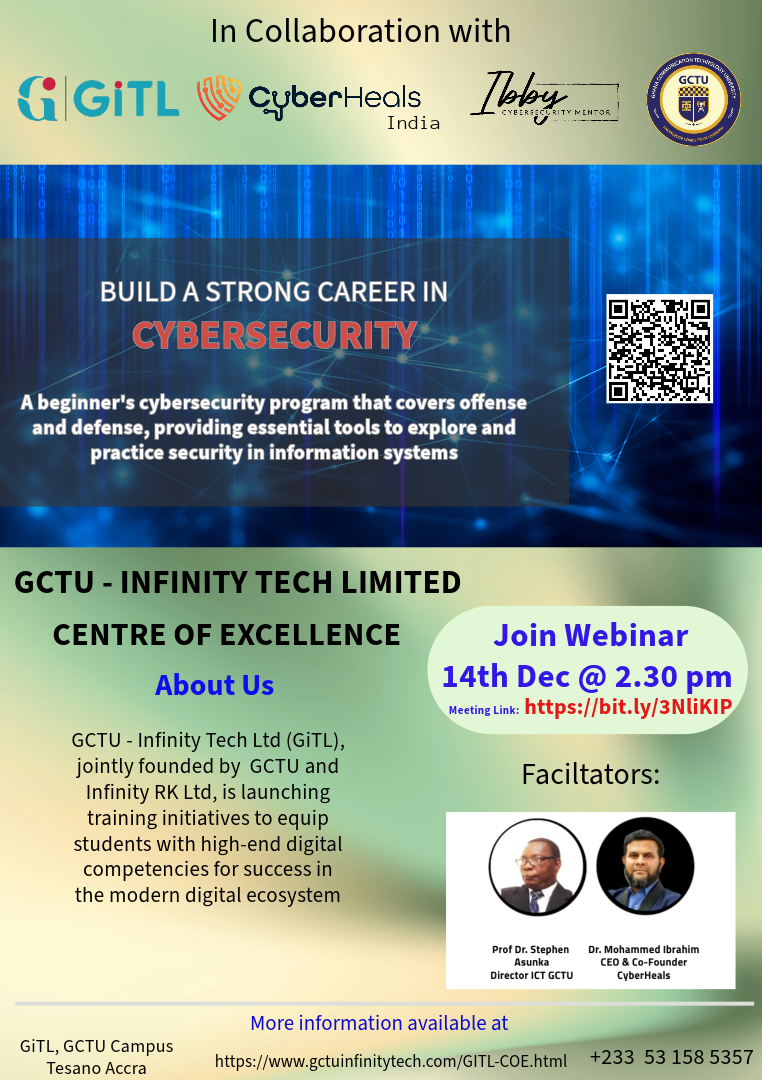 In Collaboration with
GiTL
CyberHeals
India
Ibby
CYBERSECURITY MENTOR
GHANA COMMUNICATION TECHNOLOGY UNIVERSITY
GCTU
BUILD A STRONG CAREER IN
CYBERSECURITY
A beginner's cybersecurity program that covers offense
and defense, providing essential tools to explore and
practice security in information systems
GCTU - INFINITY TECH LIMITED
CENTRE OF EXCELLENCE
About Us
GCTU - Infinity Tech Ltd (GiTL),
jointly founded by GCTU and
Infinity RK Ltd, is launching
training initiatives to equip
students with high-end digital
competencies for success in
the modern digital ecosystem
Join Webinar
14th Dec @ 2.30 pm
Meeting Link: https://bit.ly/3NliKIP
Faciltators:
Prof Dr. Stephen
Asunka
Director ICT GCTU
Dr. Mohammed Ibrahim
CEO & Co-Founder
CyberHeals
More information available at
GiTL, GCTU Campus
Tesano Accra
https://www.gctuinfinitytech.com/GITL-COE.html
+233 53 158 5357